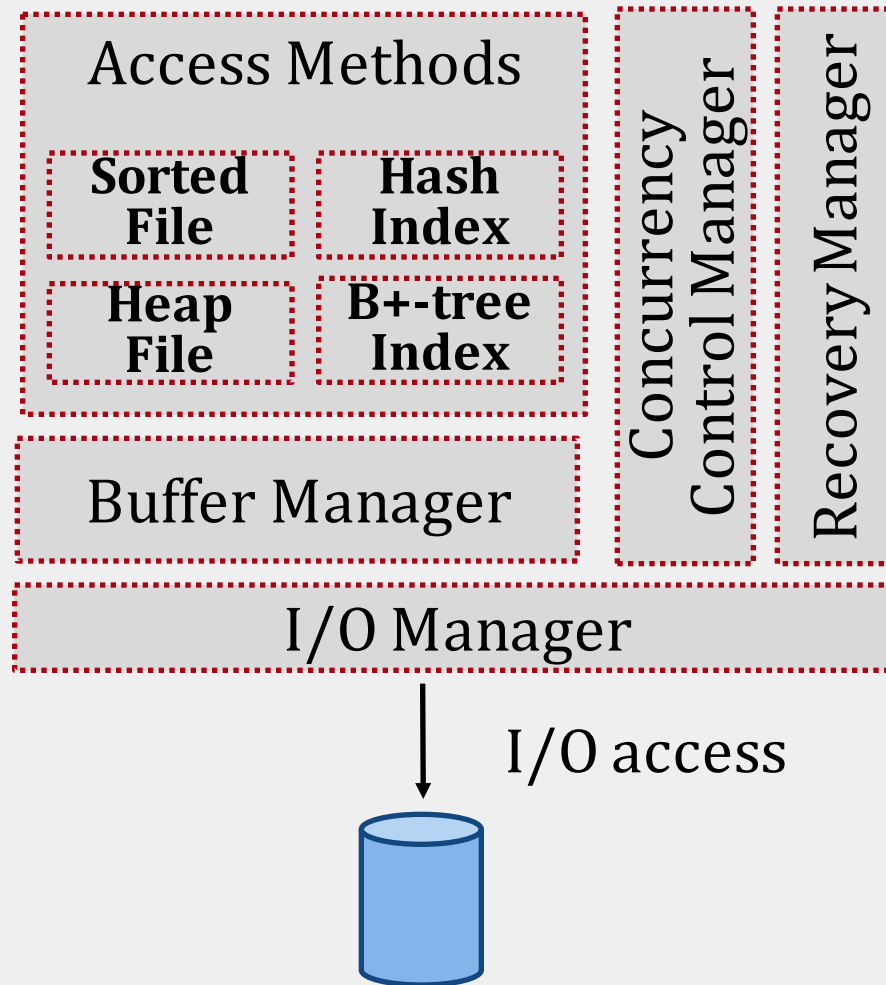 Access Methods
Sorted
File
Hash
Index
Heap
File
B+-tree
Index
Buffer Manager
Concurrency
Control Manager
Recovery Manager
I/O Manager
I/O access